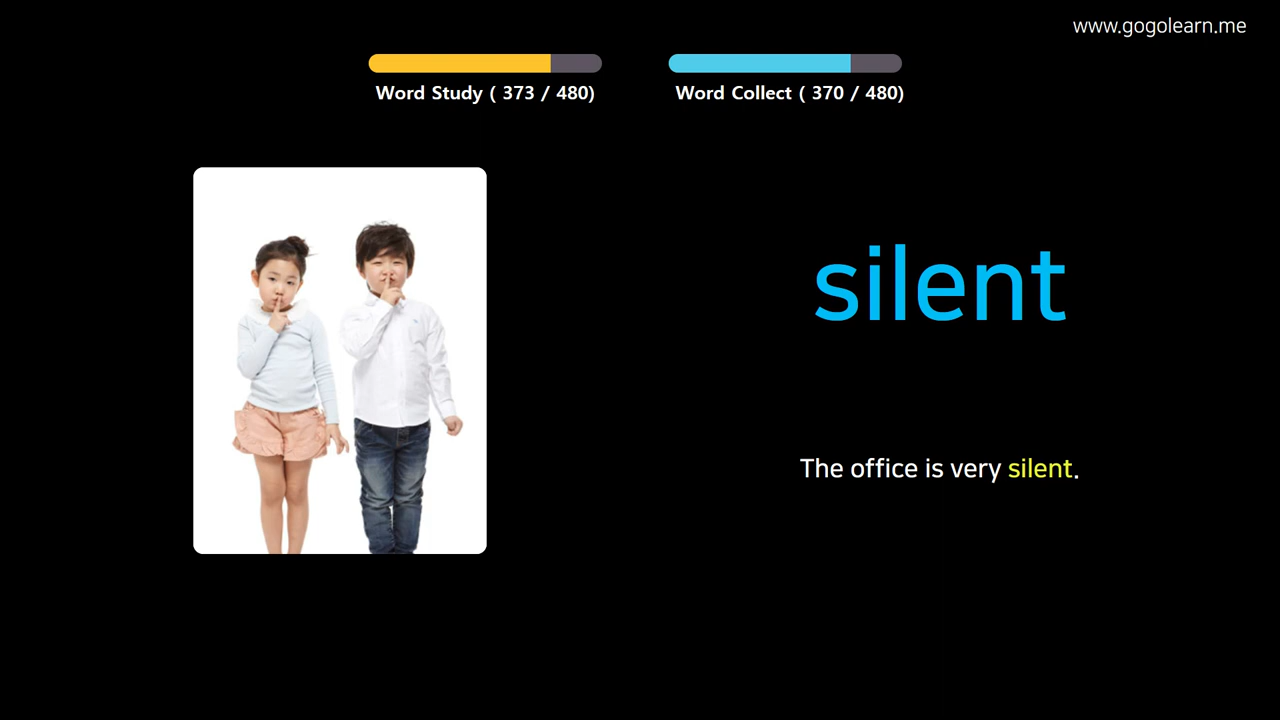 www.gogolearn.me
Word Study ( 373 / 480)
Word Collect ( 370 / 480)
silent
The office is very silent.